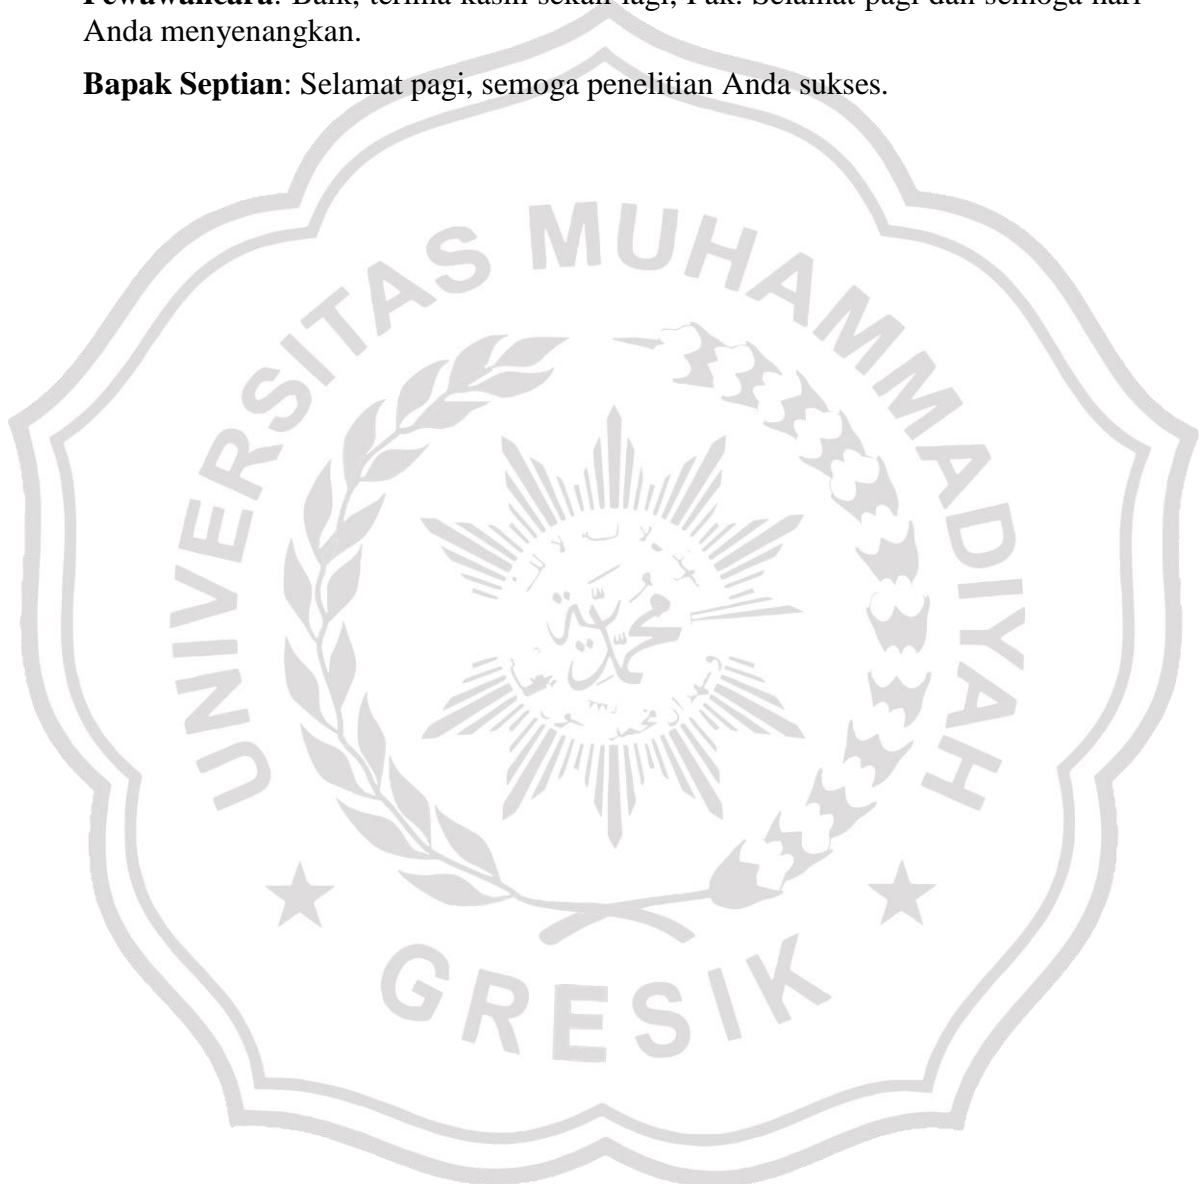 Pewawancara: Baik, terima kasih sekali lagi, Pak. Selamat pagi dan semoga hari
Anda menyenangkan.
Bapak Septian: Selamat pagi, semoga penelitian Anda sukses.
UNIVERSITAS MUHAMMADIYAH
محمدية
GRESIK